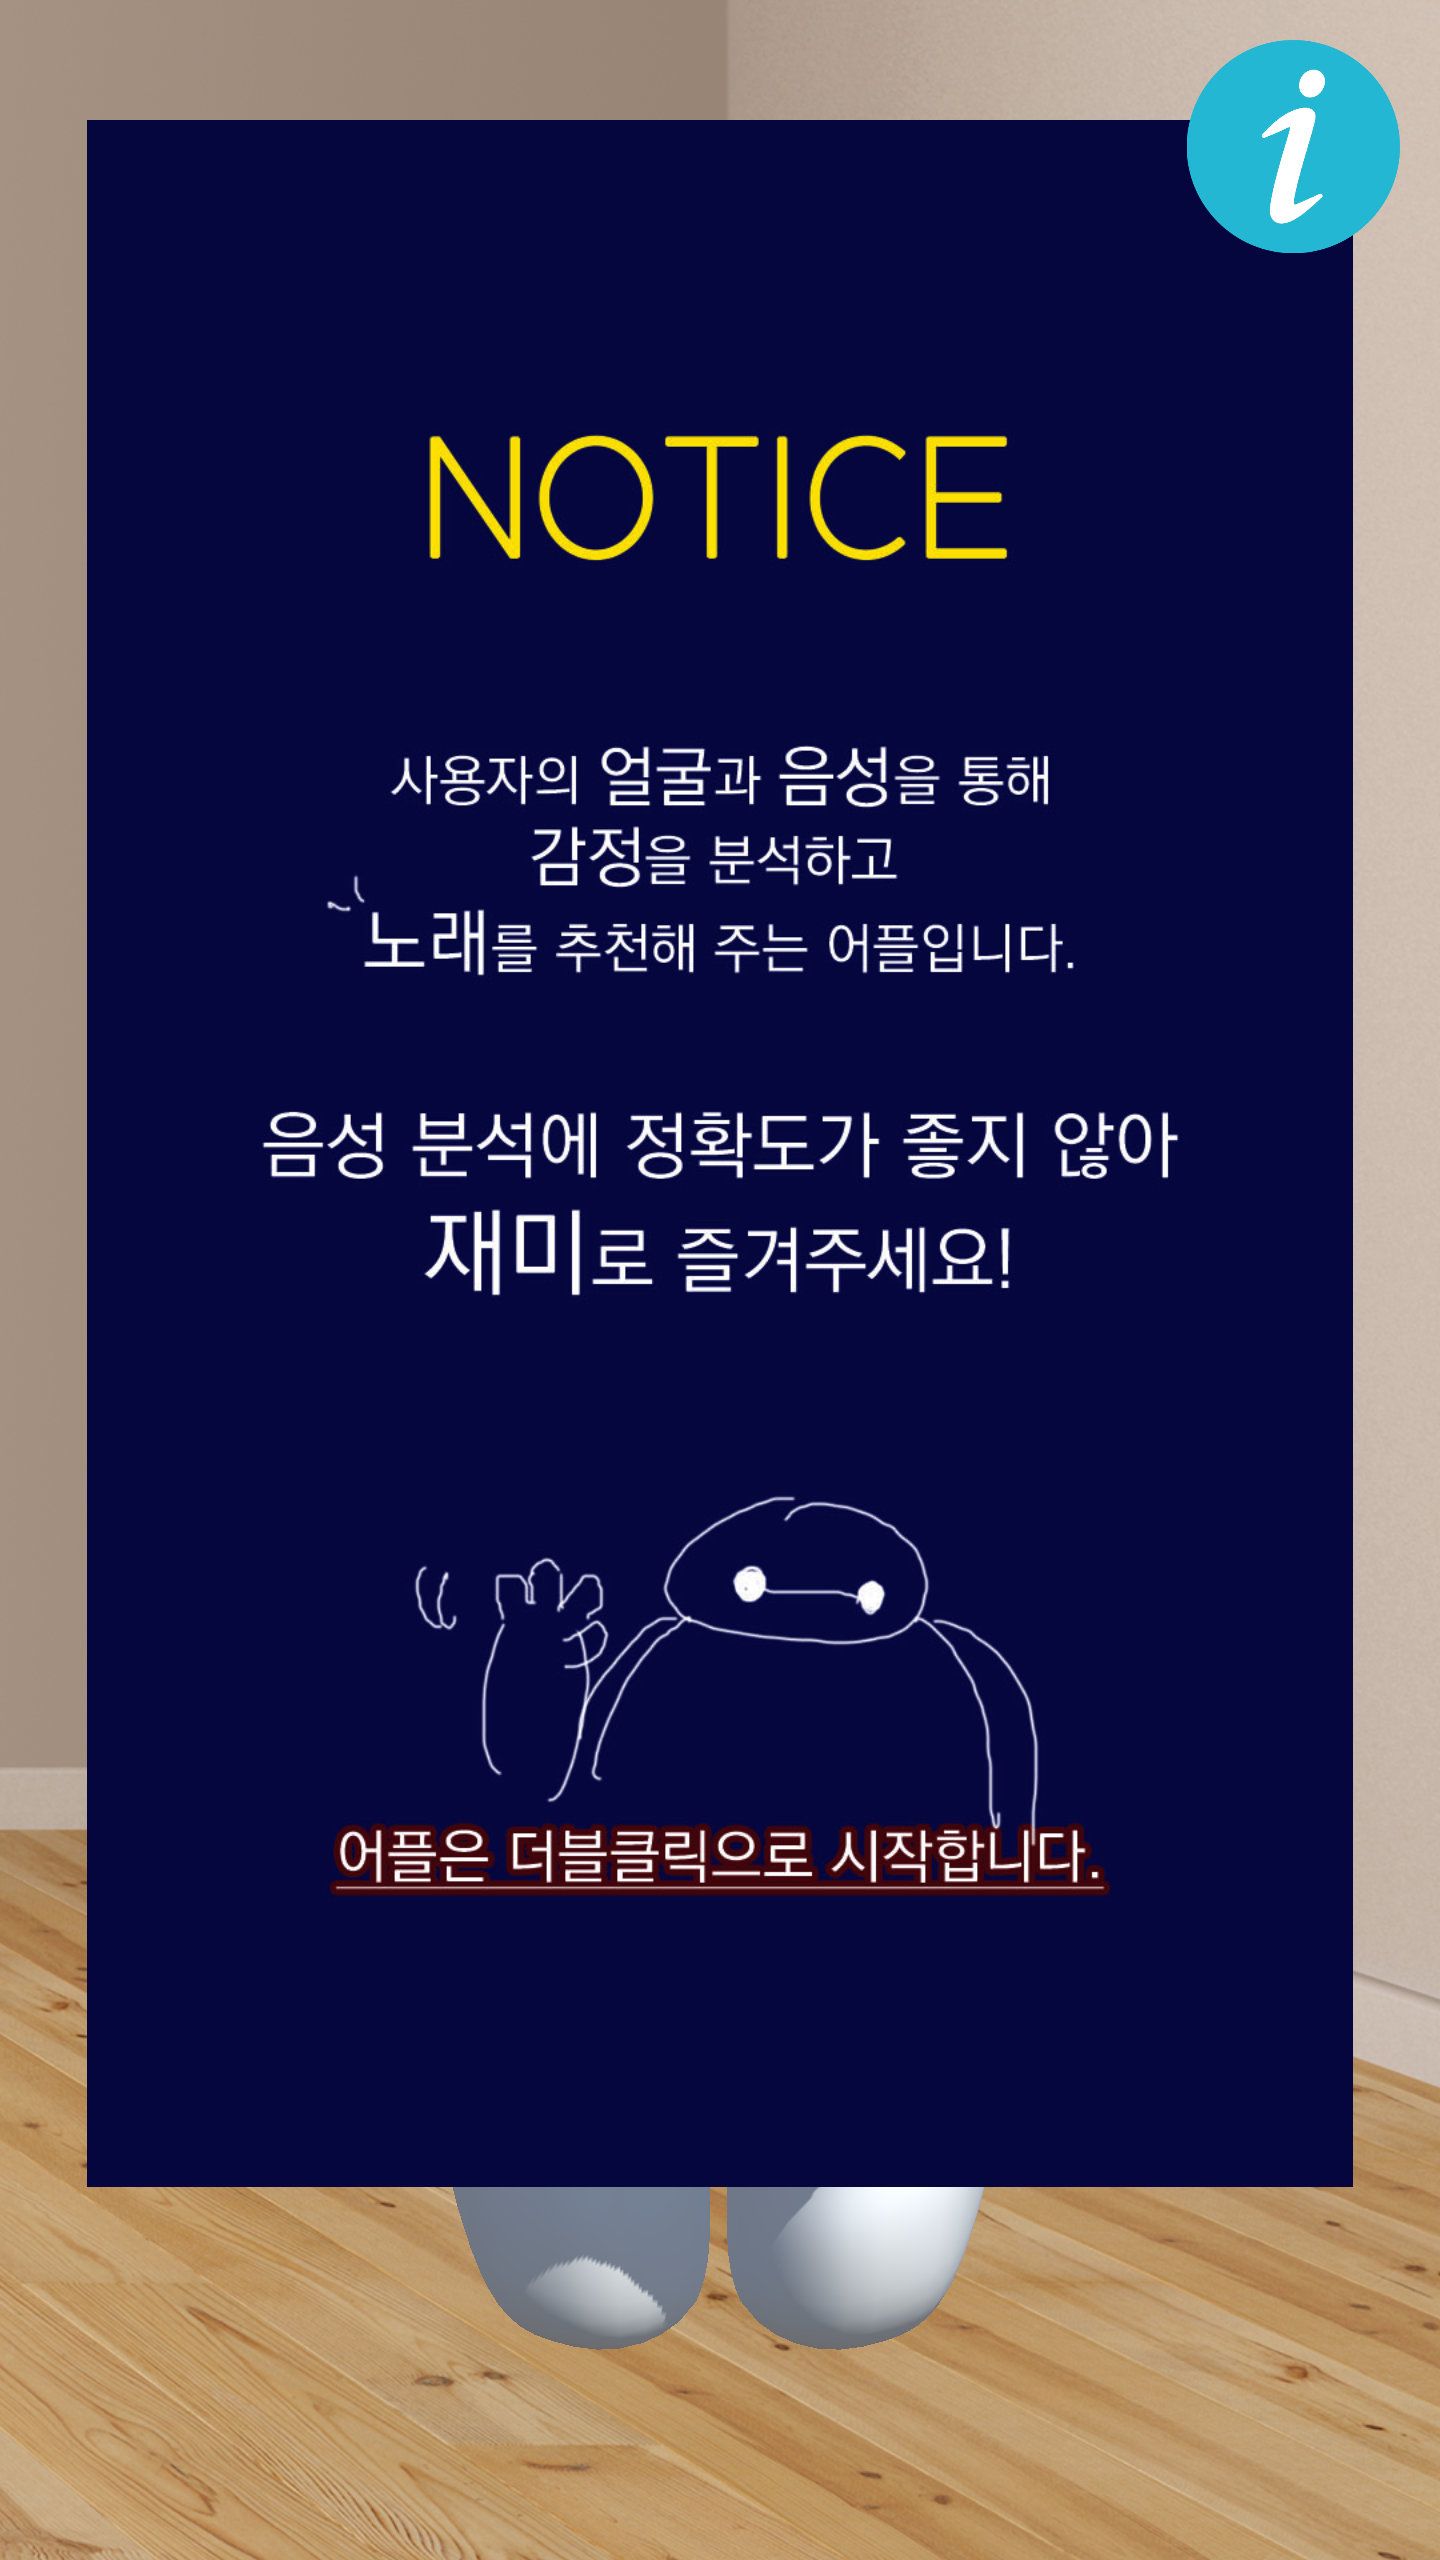 i
NOTICE
사용자의 얼굴과 음성을 통해
감정을 분석하고
노래를 추천해 주는 어플입니다.
음성 분석에 정확도가 좋지 않아
재미로 즐겨주세요!
어플은 더블클릭으로 시작합니다.